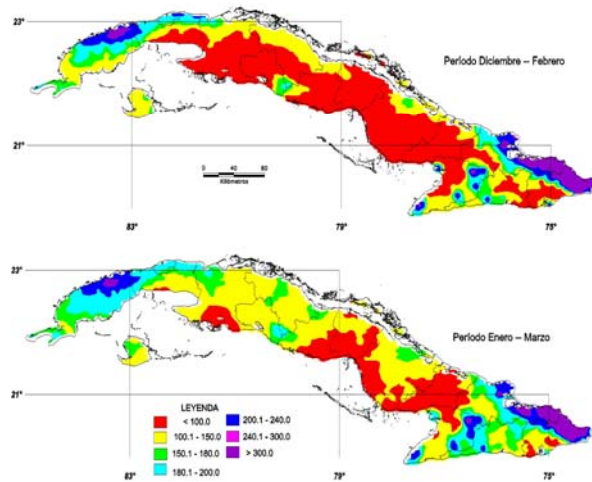 23°
Período Diciembre -- Febrero
21°
0 20 40 80
Kilómetros
83°
79°
75°
23°
Período Enero -- Marzo
21°
LEYENDA
< 100.0
100.1 - 150.0
150.1 - 180.0
180.1 - 200.0
200.1 - 240.0
240.1 - 300.0
> 300.0
83°
79°
75°